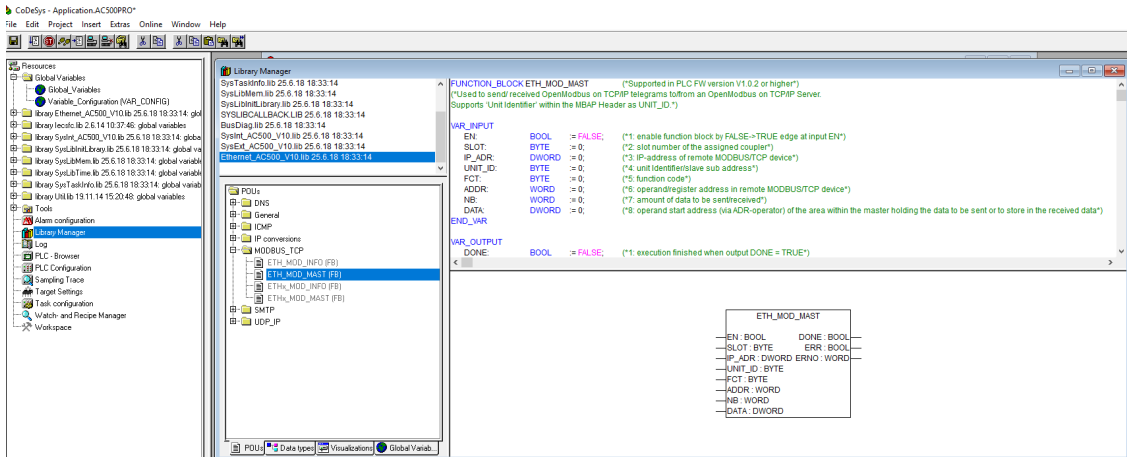 CoDeSys - Application.AC500PRO*
File Edit Project Insert Extras Online Window Help
Resources
Global Variables
Global_Variables
Variable_Configuration (VAR_CONFIG)
library Ethernet_AC500_V10.lib 25.6.18 18:33:14: glol
library Iecsfc.lib 2.6.14 10:37:46: global variables
library SysInt_AC500_V10.lib 25.6.18 18:33:14: globa
library SysLibInitLibrary.lib 25.6.18 18:33:14: global va
library SysLibMem.lib 25.6.18 18:33:14: global variable
library SysLibTime.lib 25.6.18 18:33:14: global variable
library SysTaskInfo.lib 25.6.18 18:33:14: global variab
library Util.lib 19.11.14 15:20:48: global variables
Tools
Alarm configuration
Library Manager
Log
PLC - Browser
PLC Configuration
Sampling Trace
Target Settings
Task configuration
Watch- and Recipe Manager
Workspace
Library Manager
SysTaskInfo.lib 25.6.18 18:33:14
SysLibMem.lib 25.6.18 18:33:14
SysLibInitLibrary.lib 25.6.18 18:33:14
SYSLIBCALLBACK.LIB 25.6.18 18:33:14
BusDiag.lib 25.6.18 18:33:14
SysInt_AC500_V10.lib 25.6.18 18:33:14
SysExt_AC500_V10.lib 25.6.18 18:33:14
Ethernet_AC500_V10.lib 25.6.18 18:33:14
POUs
DNS
General
ICMP
IP conversions
MODBUS_TCP
ETH_MOD_INFO (FB)
ETH_MOD_MAST (FB)
ETHx_MOD_INFO (FB)
ETHx_MOD_MAST (FB)
SMTP
UDP_IP
POUs Data types Visualizations Global Variab...
FUNCTION_BLOCK ETH_MOD_MAST (*Supported in PLC FW version V1.0.2 or higher*)
(*Used to send/ received OpenModbus on TCP/IP telegrams to/from an OpenModbus on TCP/IP Server.
Supports 'Unit Identifier' within the MBAP Header as UNIT_ID.*)
VAR_INPUT
EN: BOOL := FALSE; (*1: enable function block by FALSE->TRUE edge at input EN*)
SLOT: BYTE := 0; (*2: slot number of the assigned coupler*)
IP_ADR: DWORD := 0; (*3: IP-address of remote MODBUS/TCP device*)
UNIT_ID: BYTE := 0; (*4: unit Identifier/slave sub address*)
FCT: BYTE := 0; (*5: function code*)
ADDR: WORD := 0; (*6: operand/register address in remote MODBUS/TCP device*)
NB: WORD := 0; (*7: amount of data to be sent/received*)
DATA: DWORD := 0; (*8: operand start address (via ADR-operator) of the area within the master holding the data to be sent or to store in the received data*)
END_VAR
VAR_OUTPUT
DONE: BOOL := FALSE; (*1: execution finished when output DONE = TRUE*)
ETH_MOD_MAST
EN : BOOL DONE : BOOL
SLOT : BYTE ERR : BOOL
IP_ADR : DWORD ERNO : WORD
UNIT_ID : BYTE
FCT : BYTE
ADDR : WORD
NB : WORD
DATA : DWORD